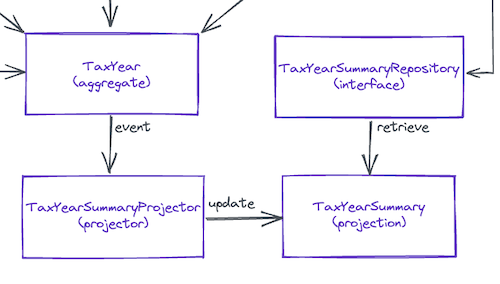 TaxYear
(aggregate)
TaxYearSummaryRepository
(interface)
event
retrieve
TaxYearSummaryProjector
(projector)
update
TaxYearSummary
(projection)